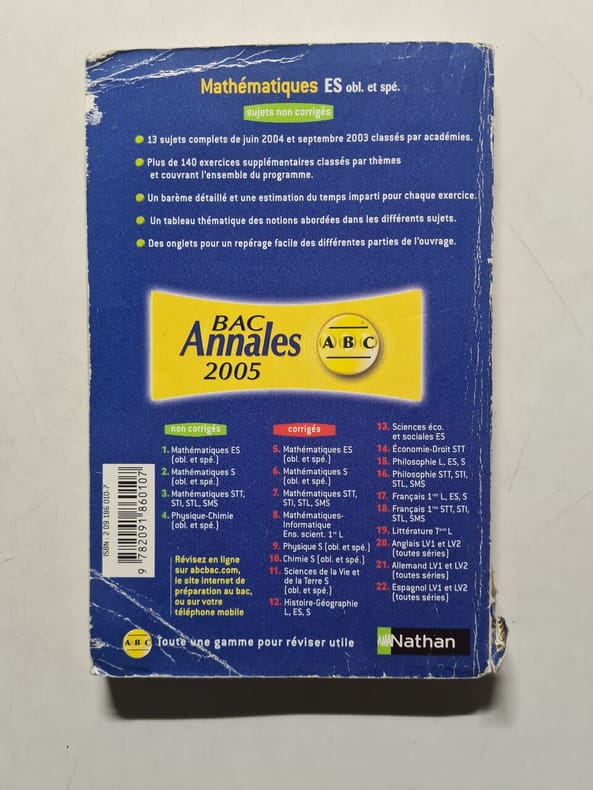 Mathématiques ES obl. et spé.
sujets non corrigés
13 sujets complets de juin 2004 et septembre 2003 classés par académies.
Plus de 140 exercices supplémentaires classés par thèmes
et couvrant l'ensemble du programme.
Un barème détaillé et une estimation du temps imparti pour chaque exercice.
Un tableau thématique des notions abordées dans les différents sujets.
Des onglets pour un repérage facile des différentes parties de l'ouvrage.
BAC
Annales
2005
A B C
non corrigés
1. Mathématiques ES
(obl. et spé.)
2. Mathématiques S
(obl. et spé.)
3. Mathématiques STT,
STI, STL, SMS
4. Physique-Chimie
(obl. et spé.)
Révisez en ligne
sur abcbac.com,
le site internet de
préparation au bac,
ou sur votre
téléphone mobile
corrigés
5. Mathématiques ES
(obl. et spé.)
6. Mathématiques S
(obl. et spé.)
7. Mathématiques STT,
STI, STL, SMS
8. Mathématiques-
Informatique
Ens. scient. 1re L
9. Physique S (obl. et spé.)
10. Chimie S (obl. et spé.)
11. Sciences de la Vie et
de la Terre S
(obl. et spé.)
12. Histoire-Géographie
L, ES, S
13. Sciences éco.
et sociales ES
14. Économie-Droit STT
15. Philosophie L, ES, S
16. Philosophie STT, STI,
STL, SMS
17. Français 1re L, ES, S
18. Français 1re STT, STI,
STL, SMS
19. Littérature Tale L
20. Anglais LV1 et LV2
(toutes séries)
21. Allemand LV1 et LV2
(toutes séries)
22. Espagnol LV1 et LV2
(toutes séries)
ISBN : 2 09 186 010-7
9 782091 860107
A B C
Toute une gamme pour réviser utile
Nathan